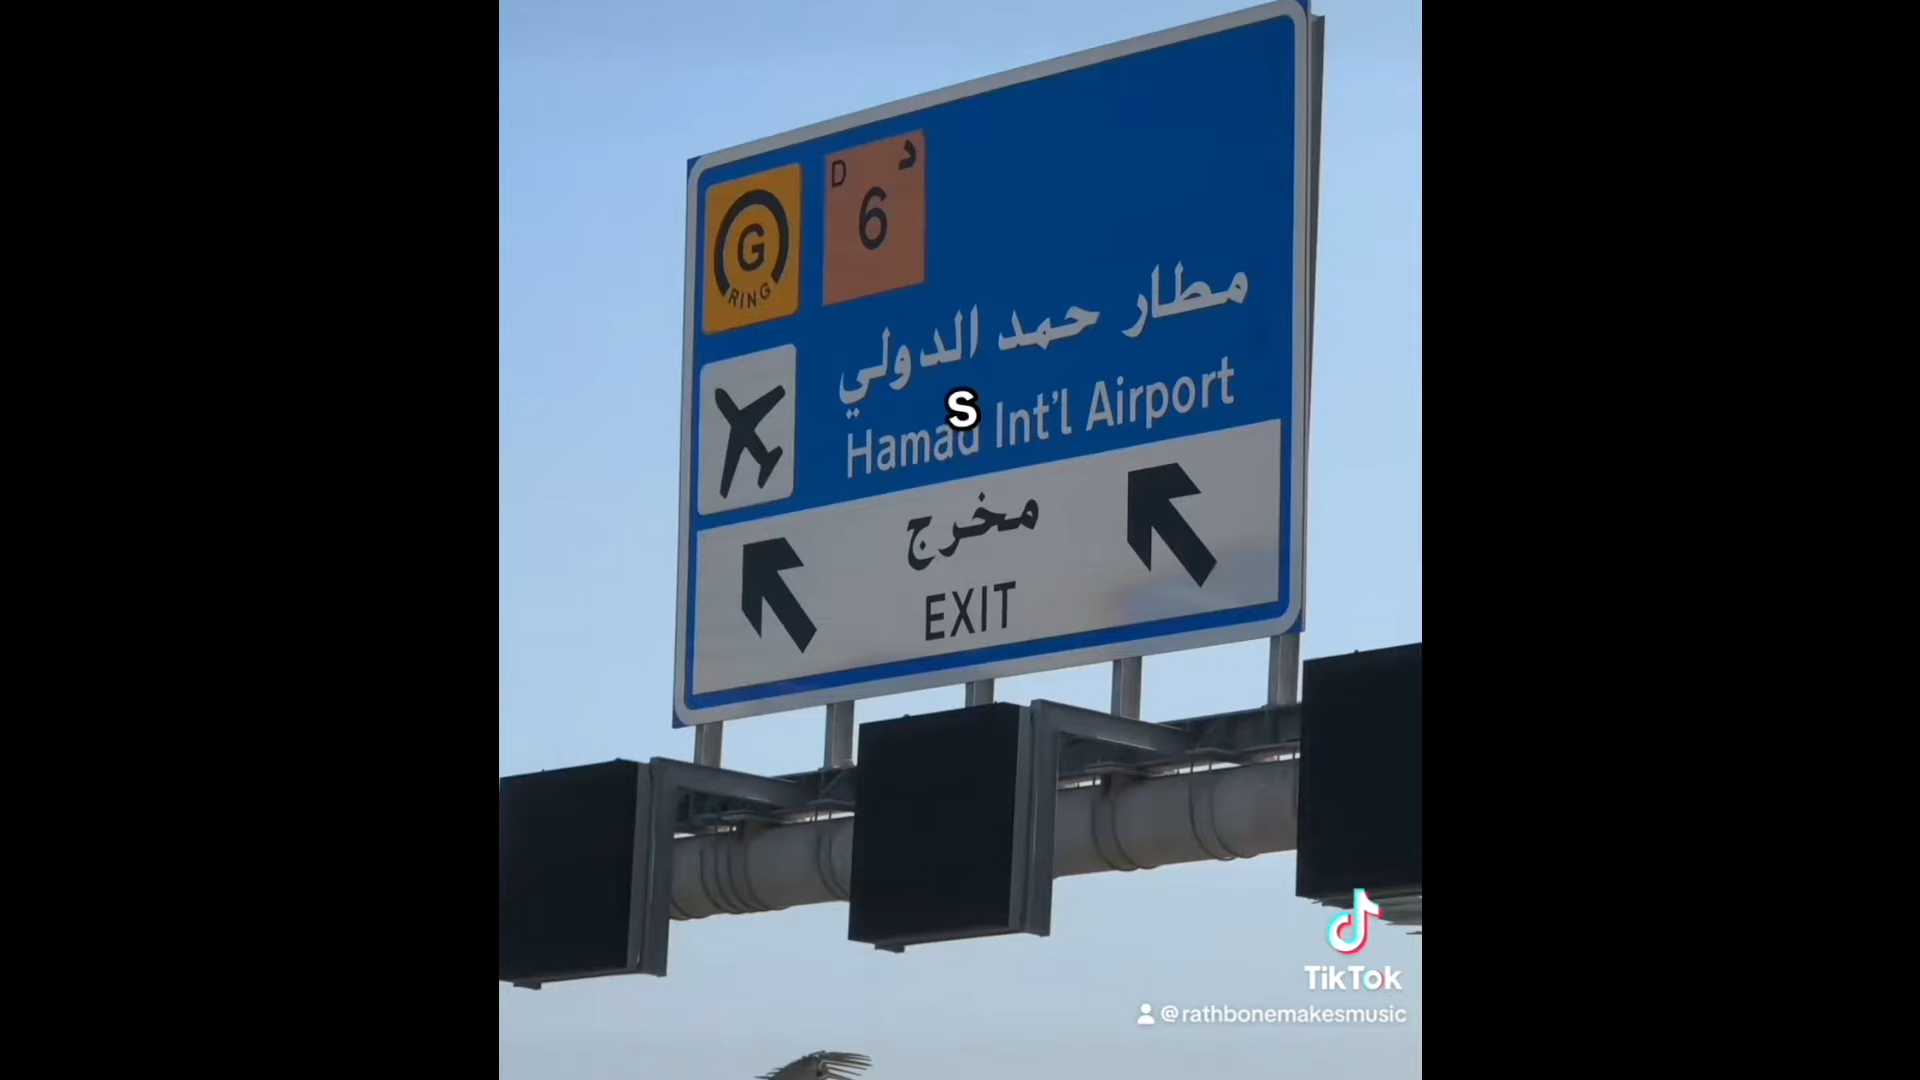 D د
6
G
RING
مطار حمد الدولي
Hamad Int'l Airport
S
مخرج
EXIT
TikTok
@rathbonemakesmusic